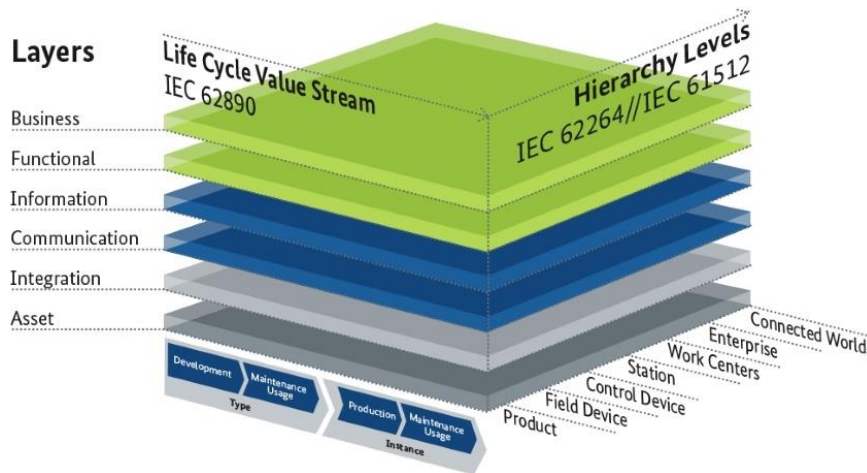 Layers
Life Cycle Value Stream
IEC 62890
Hierarchy Levels
IEC 62264//IEC 61512
Business
Functional
Information
Communication
Integration
Asset
Development
Maintenance
Usage
Type
Production
Maintenance
Usage
Instance
Connected World
Enterprise
Work Centers
Station
Control Device
Field Device
Product